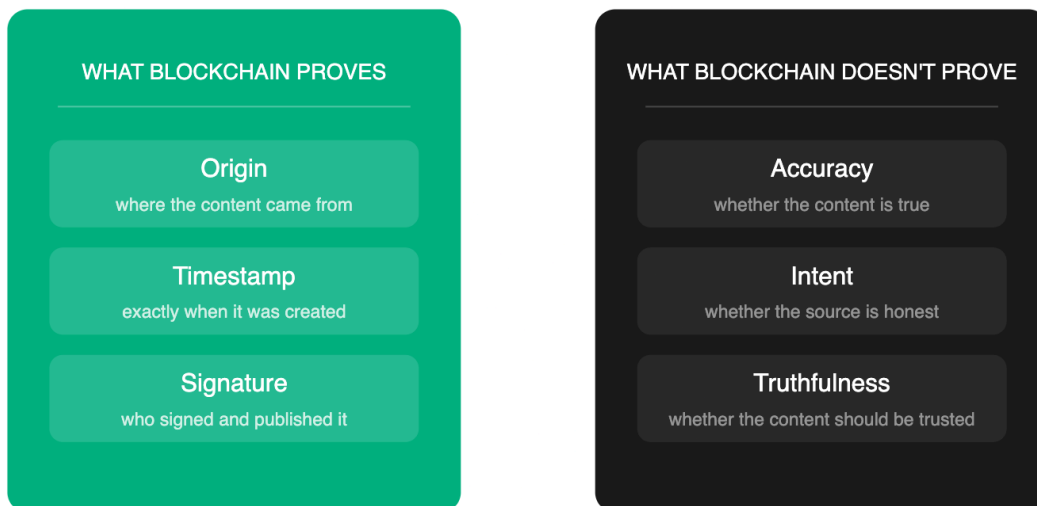 WHAT BLOCKCHAIN PROVES
Origin
where the content came from
Timestamp
exactly when it was created
Signature
who signed and published it
WHAT BLOCKCHAIN DOESN'T PROVE
Accuracy
whether the content is true
Intent
whether the source is honest
Truthfulness
whether the content should be trusted